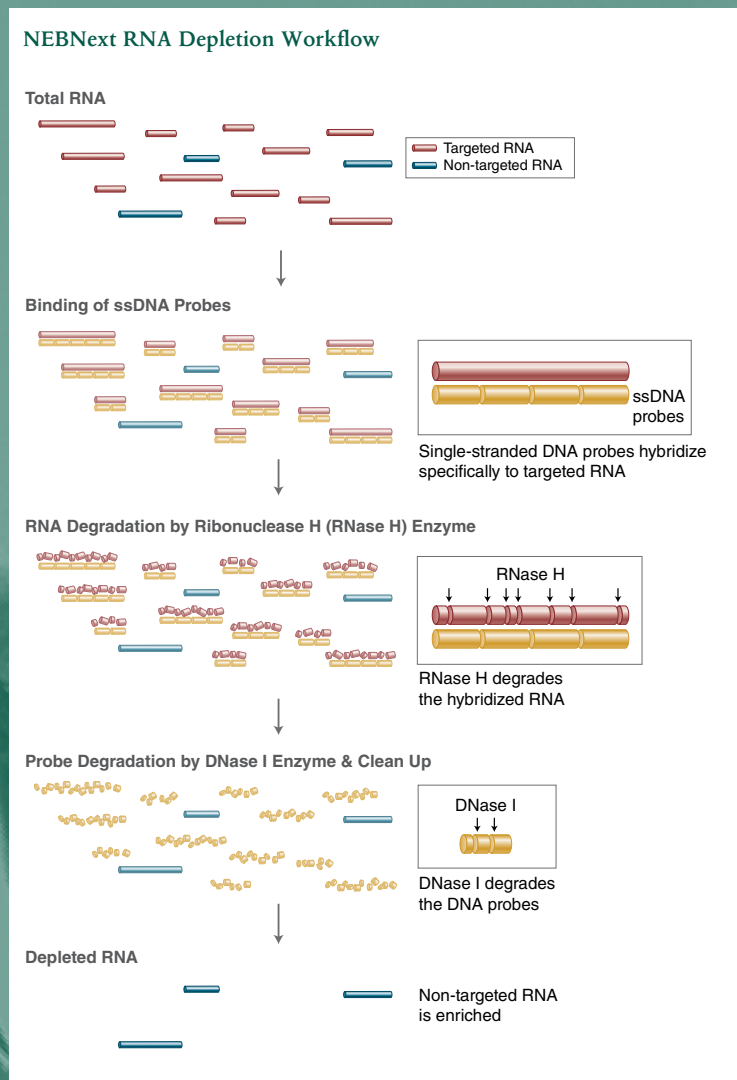 NEBNext RNA Depletion Workflow
Total RNA
Targeted RNA
Non-targeted RNA
Binding of ssDNA Probes
ssDNA
probes
Single-stranded DNA probes hybridize
specifically to targeted RNA
RNA Degradation by Ribonuclease H (RNase H) Enzyme
RNase H
RNase H degrades
the hybridized RNA
Probe Degradation by DNase I Enzyme & Clean Up
DNase I
DNase I degrades
the DNA probes
Depleted RNA
Non-targeted RNA
is enriched